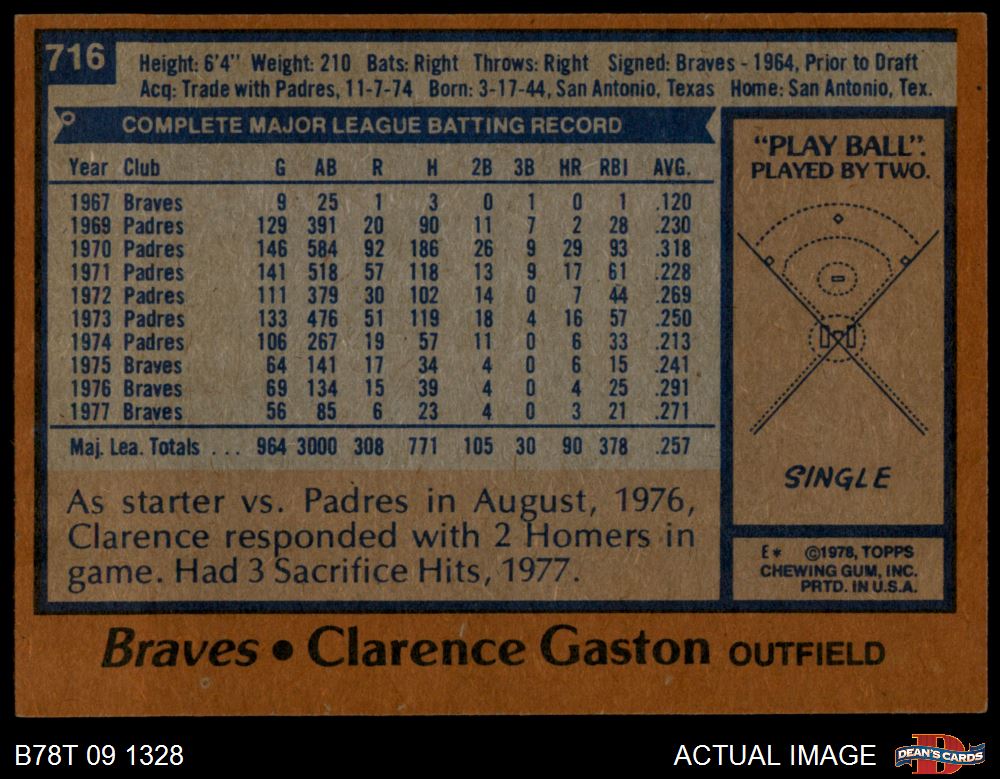 716
Height: 6'4" Weight: 210 Bats: Right Throws: Right Signed: Braves - 1964, Prior to Draft
Acq: Trade with Padres, 11-7-74 Born: 3-17-44, San Antonio, Texas Home: San Antonio, Tex.
COMPLETE MAJOR LEAGUE BATTING RECORD
Year Club G AB R H 2B 3B HR RBI AVG.
1967 Braves 9 25 1 3 0 1 0 1 .120
1969 Padres 129 391 20 90 11 7 2 28 .230
1970 Padres 146 584 92 186 26 9 29 93 .318
1971 Padres 141 518 57 118 13 9 17 61 .228
1972 Padres 111 379 30 102 14 0 7 44 .269
1973 Padres 133 476 51 119 18 4 16 57 .250
1974 Padres 106 267 19 57 11 0 6 33 .213
1975 Braves 64 141 17 34 4 0 6 15 .241
1976 Braves 69 134 15 39 4 0 4 25 .291
1977 Braves 56 85 6 23 4 0 3 21 .271
Maj. Lea. Totals . . . 964 3000 308 771 105 30 90 378 .257
As starter vs. Padres in August, 1976,
Clarence responded with 2 Homers in
game. Had 3 Sacrifice Hits, 1977.
"PLAY BALL":
PLAYED BY TWO.
SINGLE
E* ©1978, TOPPS
CHEWING GUM, INC.
PRTD. IN U.S.A.
Braves • Clarence Gaston OUTFIELD
B78T 09 1328
ACTUAL IMAGE
DEAN'S CARDS